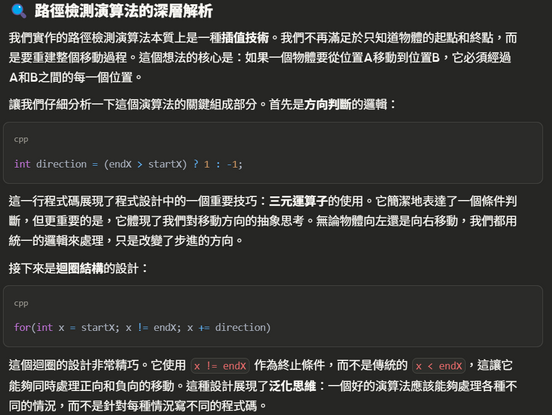 🔍 路徑檢測演算法的深層解析
我們實作的路徑檢測演算法本質上是一種插值技術。我們不再滿足於只知道物體的起點和終點，而
是要重建整個移動過程。這個想法的核心是：如果一個物體要從位置A移動到位置B，它必須經過
A和B之間的每一個位置。
讓我們仔細分析一下這個演算法的關鍵組成部分。首先是方向判斷的邏輯：
cpp
int direction = (endX > startX) ? 1 : -1;
這一行程式碼展現了程式設計中的一個重要技巧：三元運算子的使用。它簡潔地表達了一個條件判
斷，但更重要的是，它體現了我們對移動方向的抽象思考。無論物體向左還是向右移動，我們都用
統一的邏輯來處理，只是改變了步進的方向。
接下來是迴圈結構的設計：
cpp
for(int x = startX; x != endX; x += direction)
這個迴圈的設計非常精巧。它使用 x != endX 作為終止條件，而不是傳統的 x < endX，這讓它
能夠同時處理正向和負向的移動。這種設計展現了泛化思維：一個好的演算法應該能夠處理各種不
同的情況，而不是針對每種情況寫不同的程式碼。